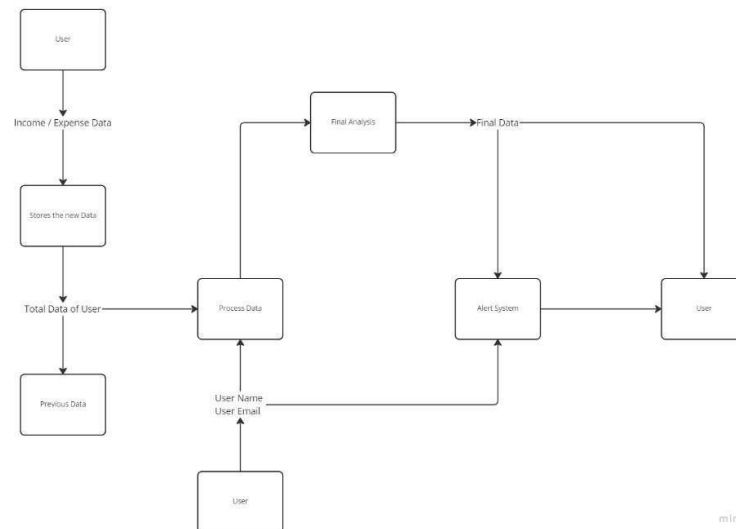 User
Income / Expense Data
Stores the new Data
Total Data of User
Previous Data
Final Analysis
Final Data
Process Data
Alert System
User
User Name
User Email
User
mir